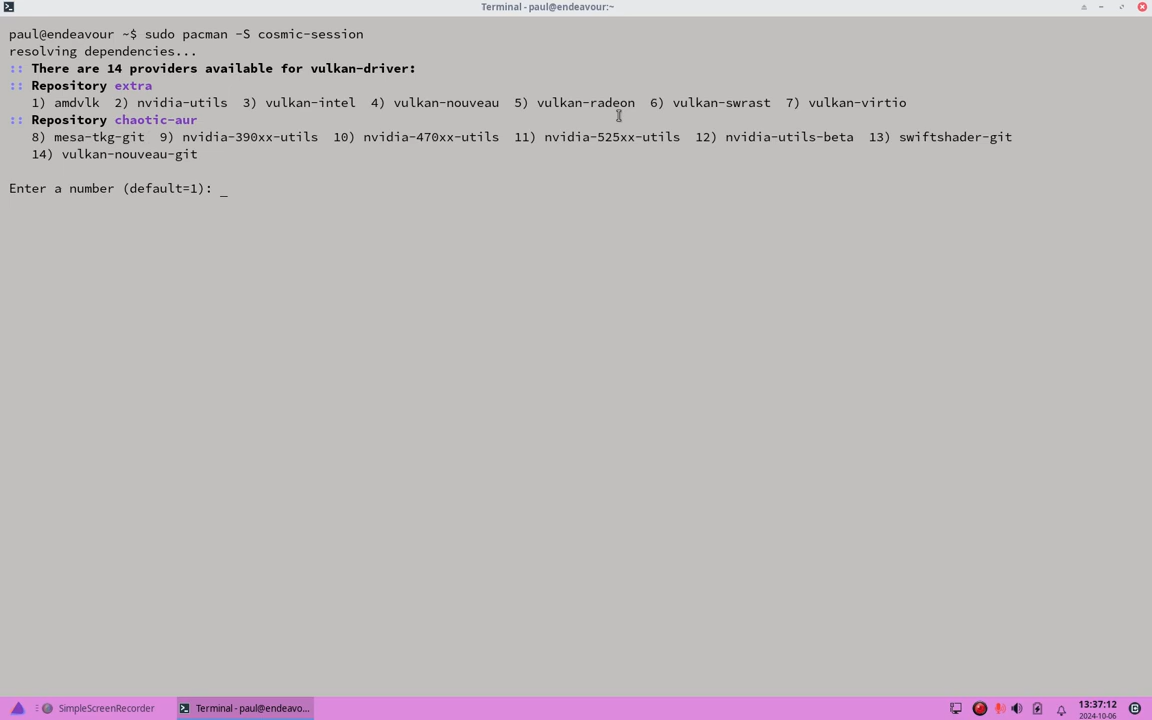 Terminal - paul@endeavour:~
paul@endeavour ~$ sudo pacman -S cosmic-session
resolving dependencies...
:: There are 14 providers available for vulkan-driver:
:: Repository extra
   1) amdvlk  2) nvidia-utils  3) vulkan-intel  4) vulkan-nouveau  5) vulkan-radeon  6) vulkan-swrast  7) vulkan-virtio
:: Repository chaotic-aur
   8) mesa-tkg-git  9) nvidia-390xx-utils  10) nvidia-470xx-utils  11) nvidia-525xx-utils  12) nvidia-utils-beta  13) swiftshader-git
   14) vulkan-nouveau-git
Enter a number (default=1): _
SimpleScreenRecorder
Terminal - paul@endeavo...
13:37:12
2024-10-06